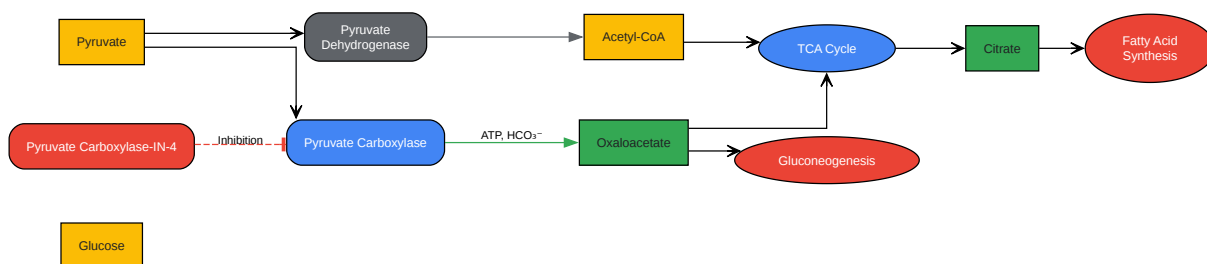 Pyruvate
Pyruvate
Dehydrogenase
Acetyl-CoA
TCA Cycle
Citrate
Fatty Acid
Synthesis
Pyruvate Carboxylase-IN-4
Inhibition
Pyruvate Carboxylase
ATP, HCO₃⁻
Oxaloacetate
Gluconeogenesis
Glucose